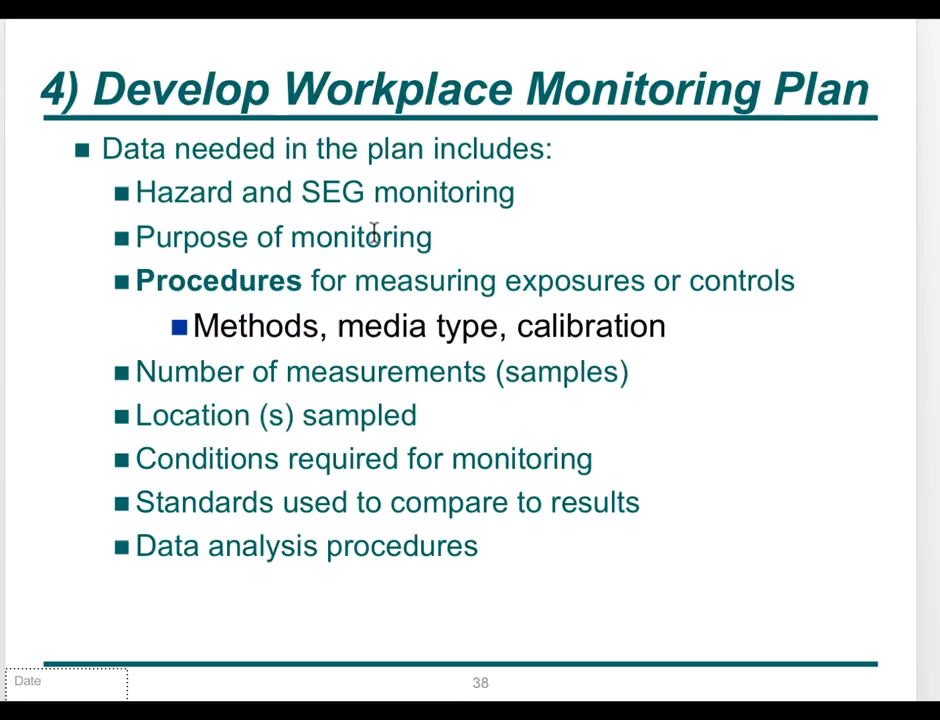 4) Develop Workplace Monitoring Plan
Data needed in the plan includes:
Hazard and SEG monitoring
Purpose of monitoring
Procedures for measuring exposures or controls
Methods, media type, calibration
Number of measurements (samples)
Location (s) sampled
Conditions required for monitoring
Standards used to compare to results
Data analysis procedures
Date
38